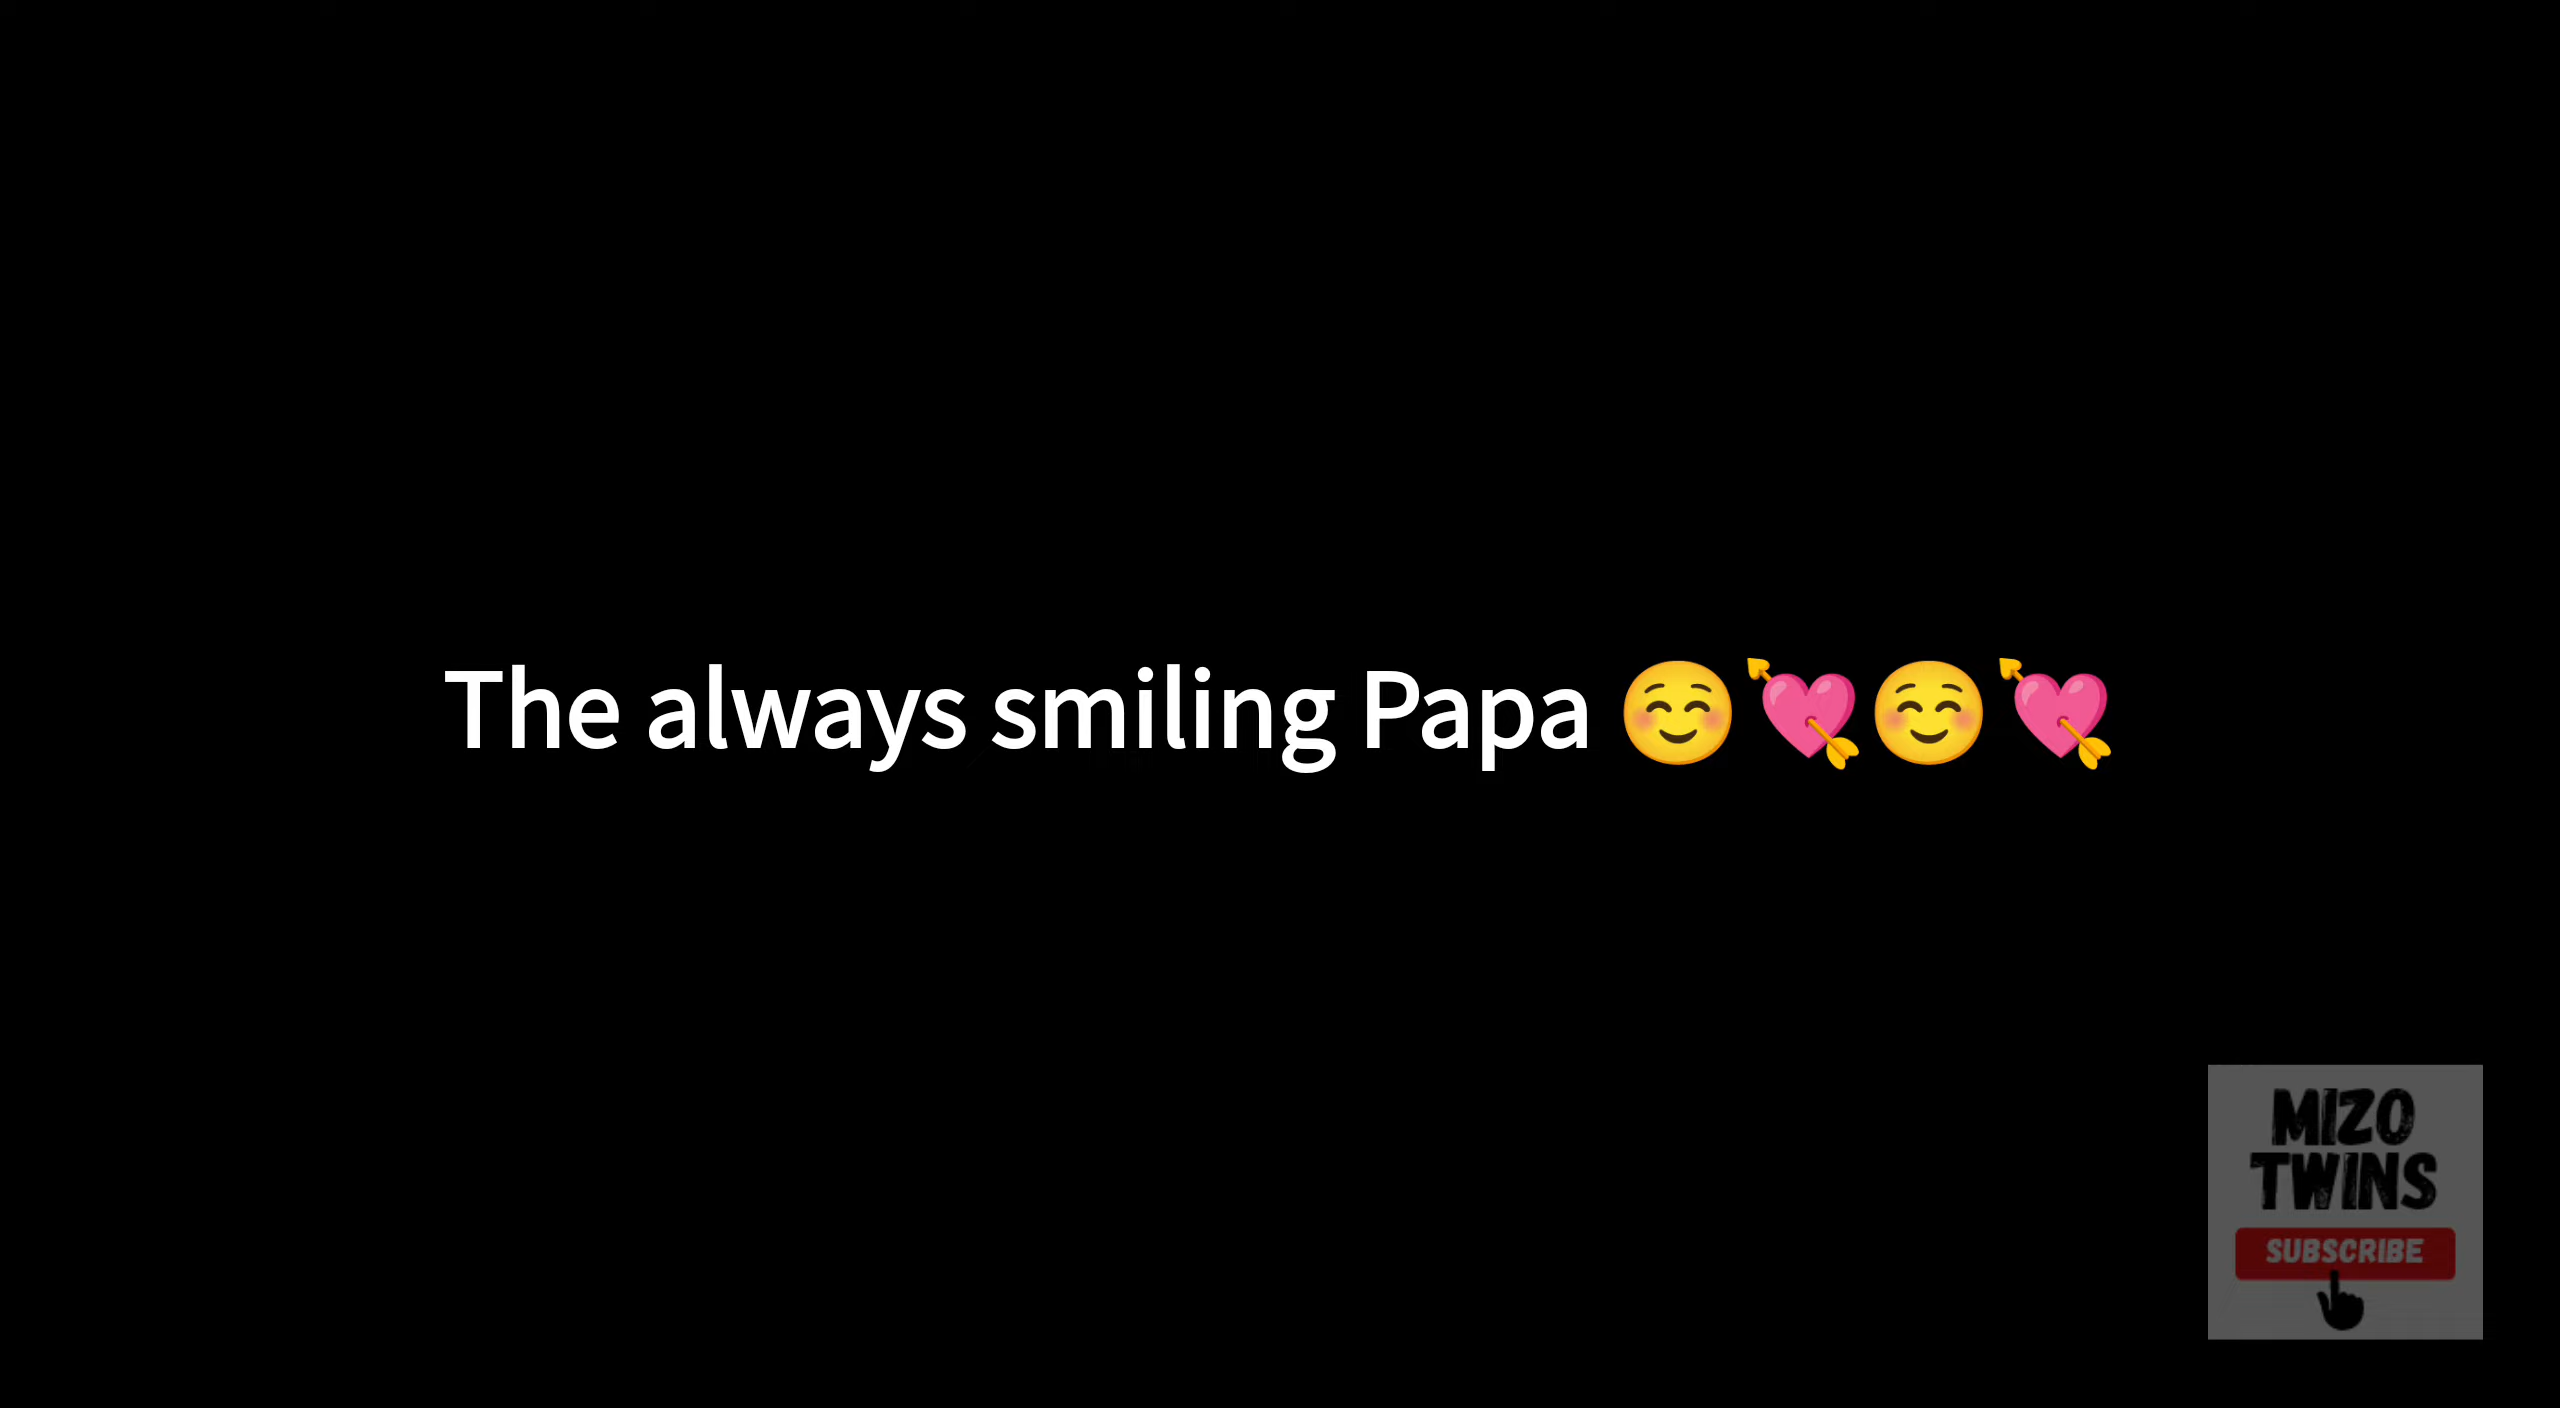 The always smiling Papa ☺️💘☺️💘
MIZO
TWINS
SUBSCRIBE